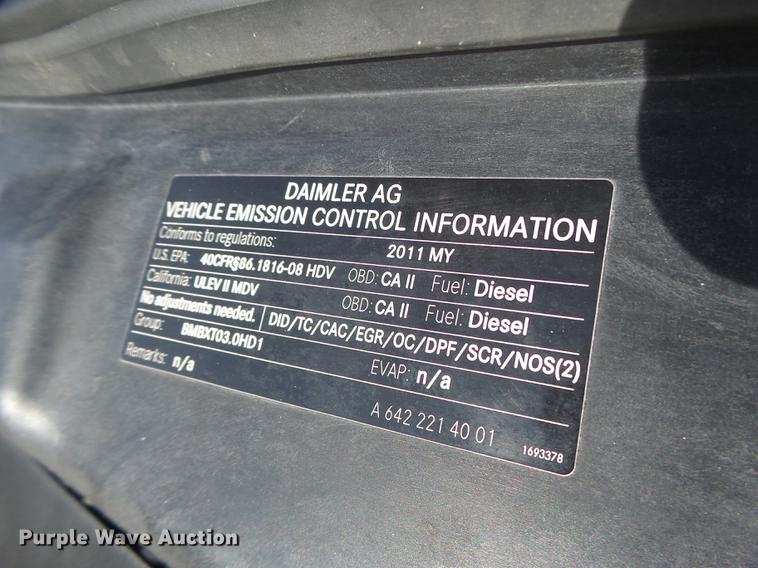 DAIMLER AG
VEHICLE EMISSION CONTROL INFORMATION
Conforms to regulations: 2011 MY
U.S. EPA: 40CFR§86.1816-08 HDV OBD: CA II Fuel: Diesel
California: ULEV II MDV OBD: CA II Fuel: Diesel
No adjustments needed. DID/TC/CAC/EGR/OC/DPF/SCR/NOS(2)
Group: BMBXT03.0HD1 EVAP: n/a
Remarks: n/a
A 642 221 40 01
1693378
Purple Wave Auction